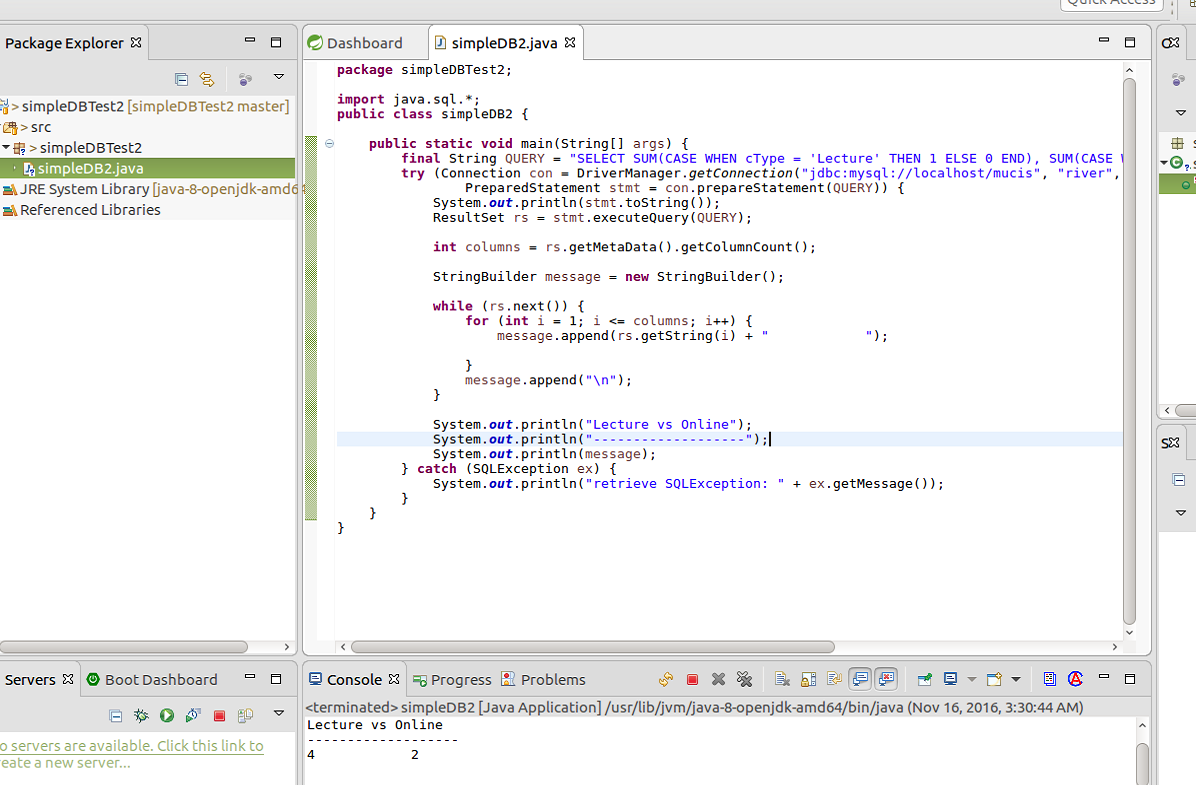 Quick Access
Package Explorer
> simpleDBTest2 [simpleDBTest2 master]
> src
> simpleDBTest2
simpleDB2.java
JRE System Library [java-8-openjdk-amd6
Referenced Libraries
Dashboard
simpleDB2.java
package simpleDBTest2;
import java.sql.*;
public class simpleDB2 {
public static void main(String[] args) {
final String QUERY = "SELECT SUM(CASE WHEN cType = 'Lecture' THEN 1 ELSE 0 END), SUM(CASE W
try (Connection con = DriverManager.getConnection("jdbc:mysql://localhost/mucis", "river",
PreparedStatement stmt = con.prepareStatement(QUERY)) {
System.out.println(stmt.toString());
ResultSet rs = stmt.executeQuery(QUERY);
int columns = rs.getMetaData().getColumnCount();
StringBuilder message = new StringBuilder();
while (rs.next()) {
for (int i = 1; i <= columns; i++) {
message.append(rs.getString(i) + "            ");
}
message.append("\n");
}
System.out.println("Lecture vs Online");
System.out.println("-------------------");
System.out.println(message);
} catch (SQLException ex) {
System.out.println("retrieve SQLException: " + ex.getMessage());
}
}
}
Servers
Boot Dashboard
o servers are available. Click this link to
eate a new server...
Console
Progress
Problems
<terminated> simpleDB2 [Java Application] /usr/lib/jvm/java-8-openjdk-amd64/bin/java (Nov 16, 2016, 3:30:44 AM)
Lecture vs Online
-------------------
4            2